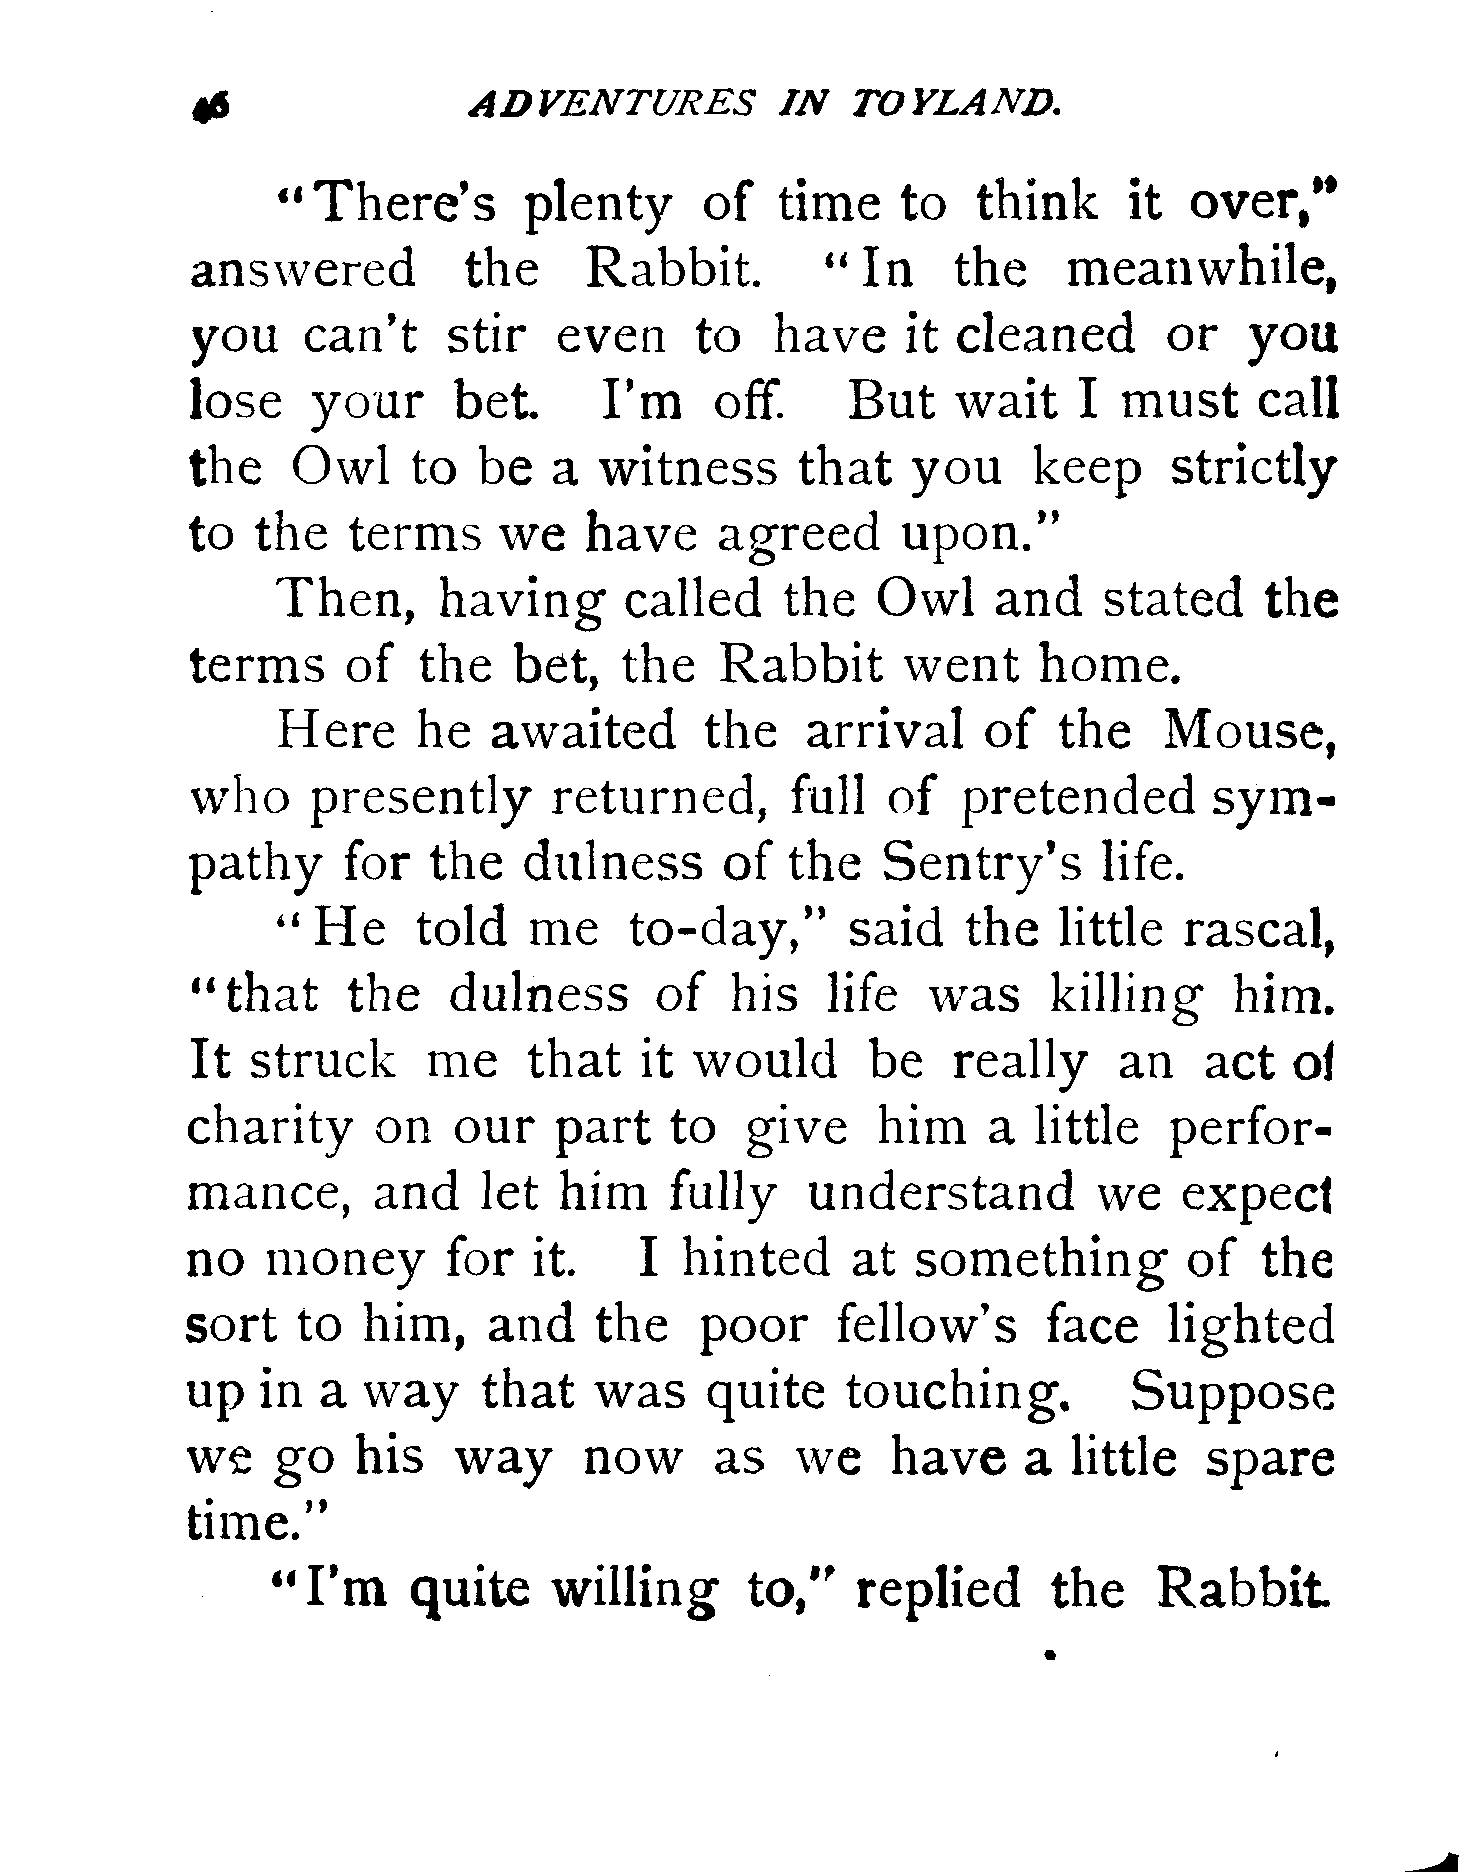 ADVENTURES IN TOYLAND.
"There's plenty of time to think it over,"
answered the Rabbit. "In the meanwhile,
you can't stir even to have it cleaned or you
lose your bet. I'm off. But wait I must call
the Owl to be a witness that you keep strictly
to the terms we have agreed upon."
Then, having called the Owl and stated the
terms of the bet, the Rabbit went home.
Here he awaited the arrival of the Mouse,
who presently returned, full of pretended sym-
pathy for the dulness of the Sentry's life.
"He told me to-day," said the little rascal,
"that the dulness of his life was killing him.
It struck me that it would be really an act of
charity on our part to give him a little perfor-
mance, and let him fully understand we expect
no money for it. I hinted at something of the
sort to him, and the poor fellow's face lighted
up in a way that was quite touching. Suppose
we go his way now as we have a little spare
time."
"I'm quite willing to," replied the Rabbit.